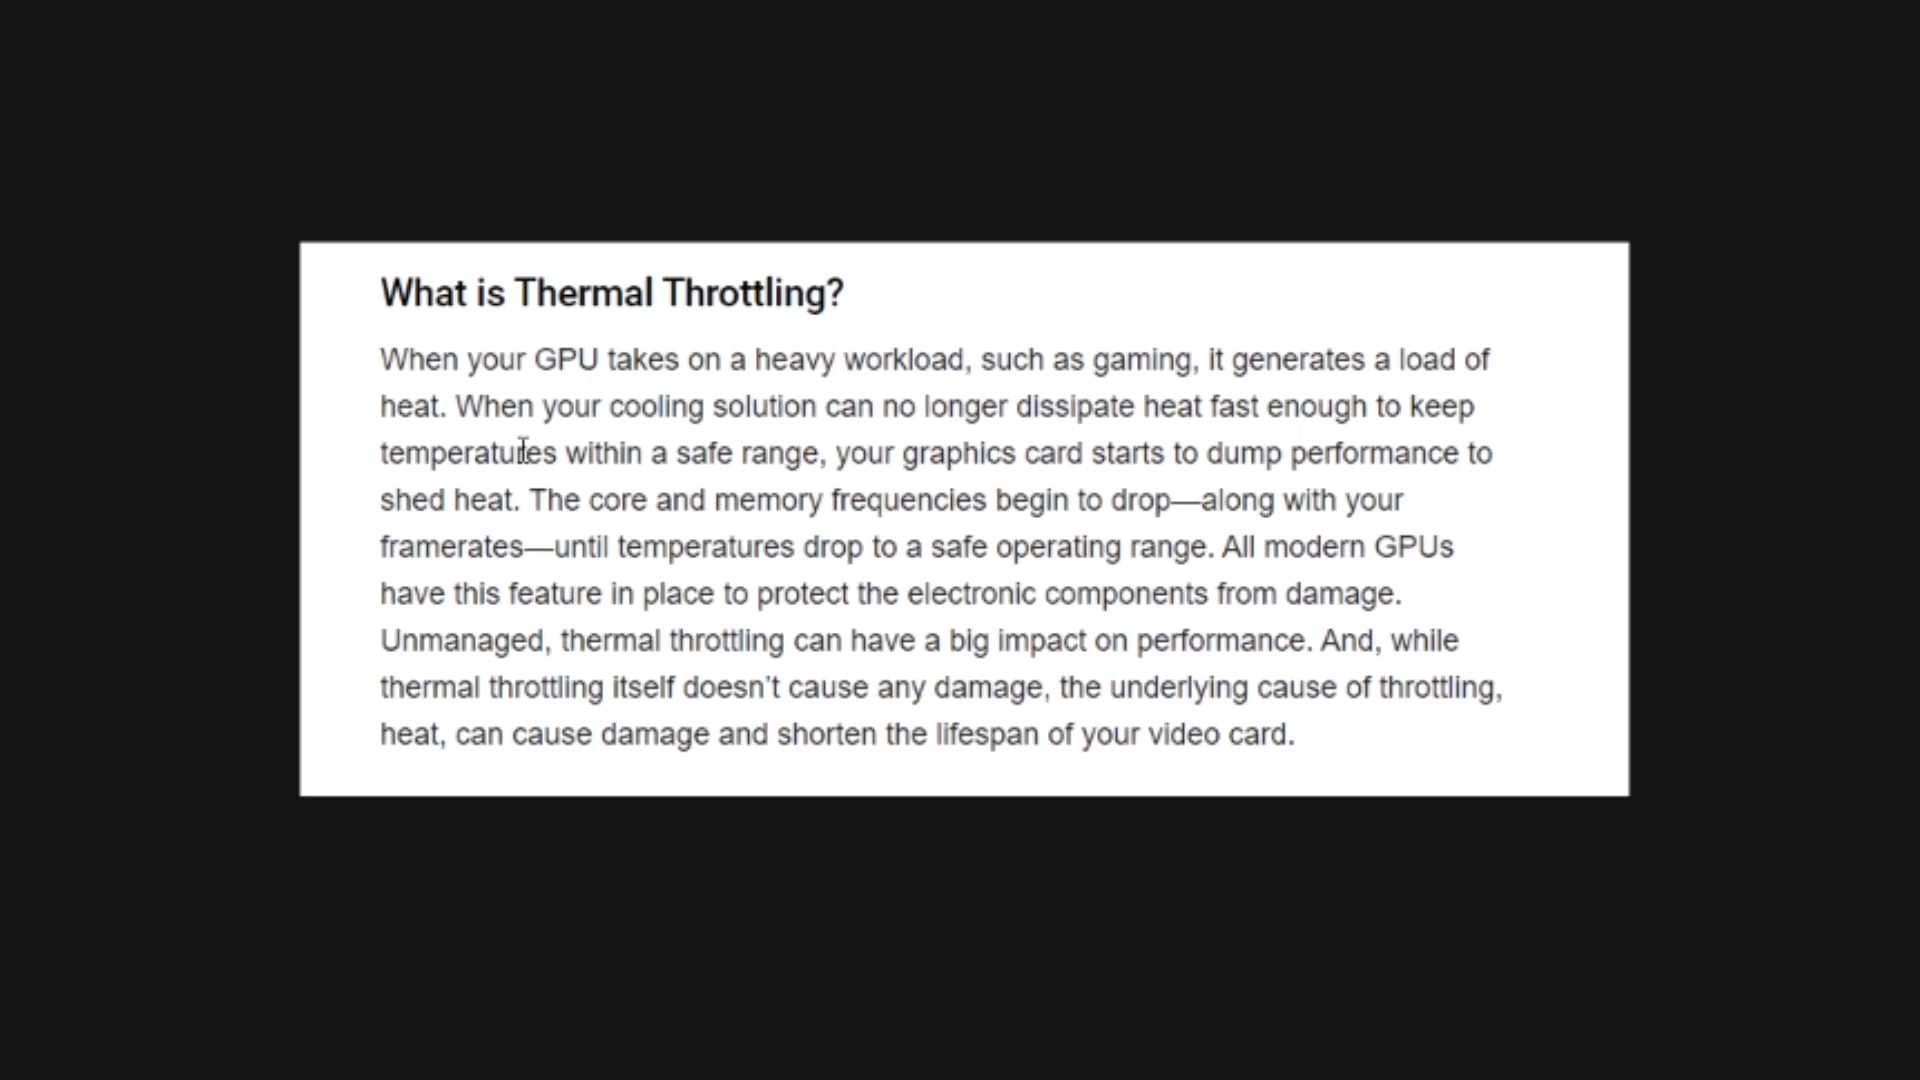 What is Thermal Throttling?
When your GPU takes on a heavy workload, such as gaming, it generates a load of
heat. When your cooling solution can no longer dissipate heat fast enough to keep
temperatures within a safe range, your graphics card starts to dump performance to
shed heat. The core and memory frequencies begin to drop—along with your
framerates—until temperatures drop to a safe operating range. All modern GPUs
have this feature in place to protect the electronic components from damage.
Unmanaged, thermal throttling can have a big impact on performance. And, while
thermal throttling itself doesn’t cause any damage, the underlying cause of throttling,
heat, can cause damage and shorten the lifespan of your video card.